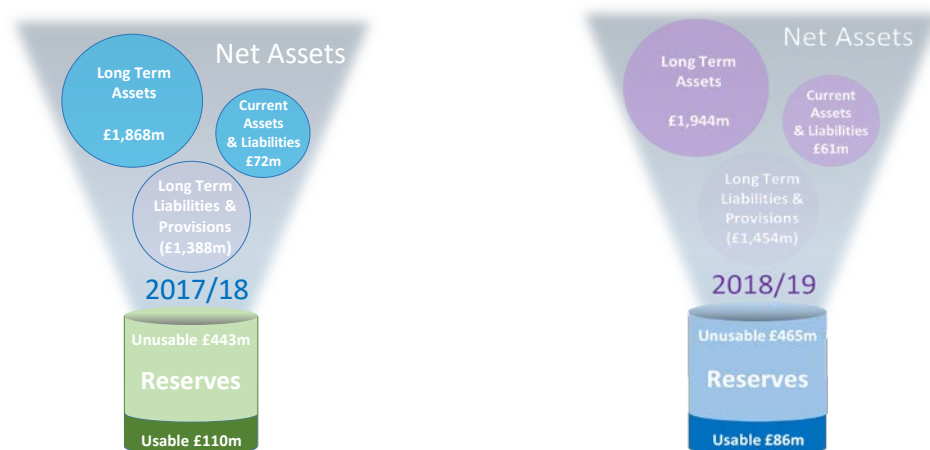 Net Assets
Long Term
Assets
£1,868m
Current
Assets
& Liabilities
£72m
Long Term
Liabilities &
Provisions
(£1,388m)
2017/18
Unusable £443m
Reserves
Usable £110m
Net Assets
Long Term
Assets
£1,944m
Current
Assets
& Liabilities
£61m
Long Term
Liabilities &
Provisions
(£1,454m)
2018/19
Unusable £465m
Reserves
Usable £86m